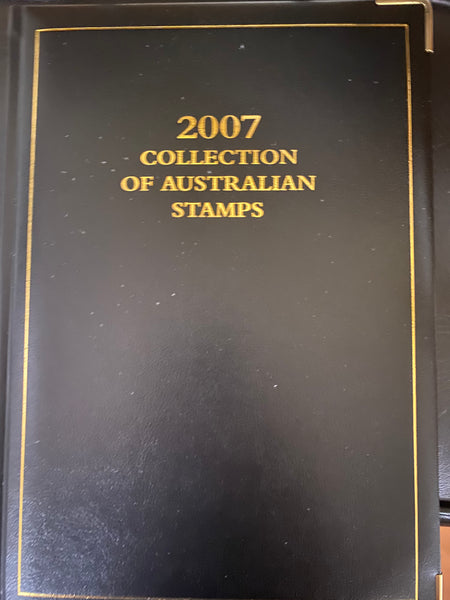 2007
COLLECTION
OF AUSTRALIAN
STAMPS